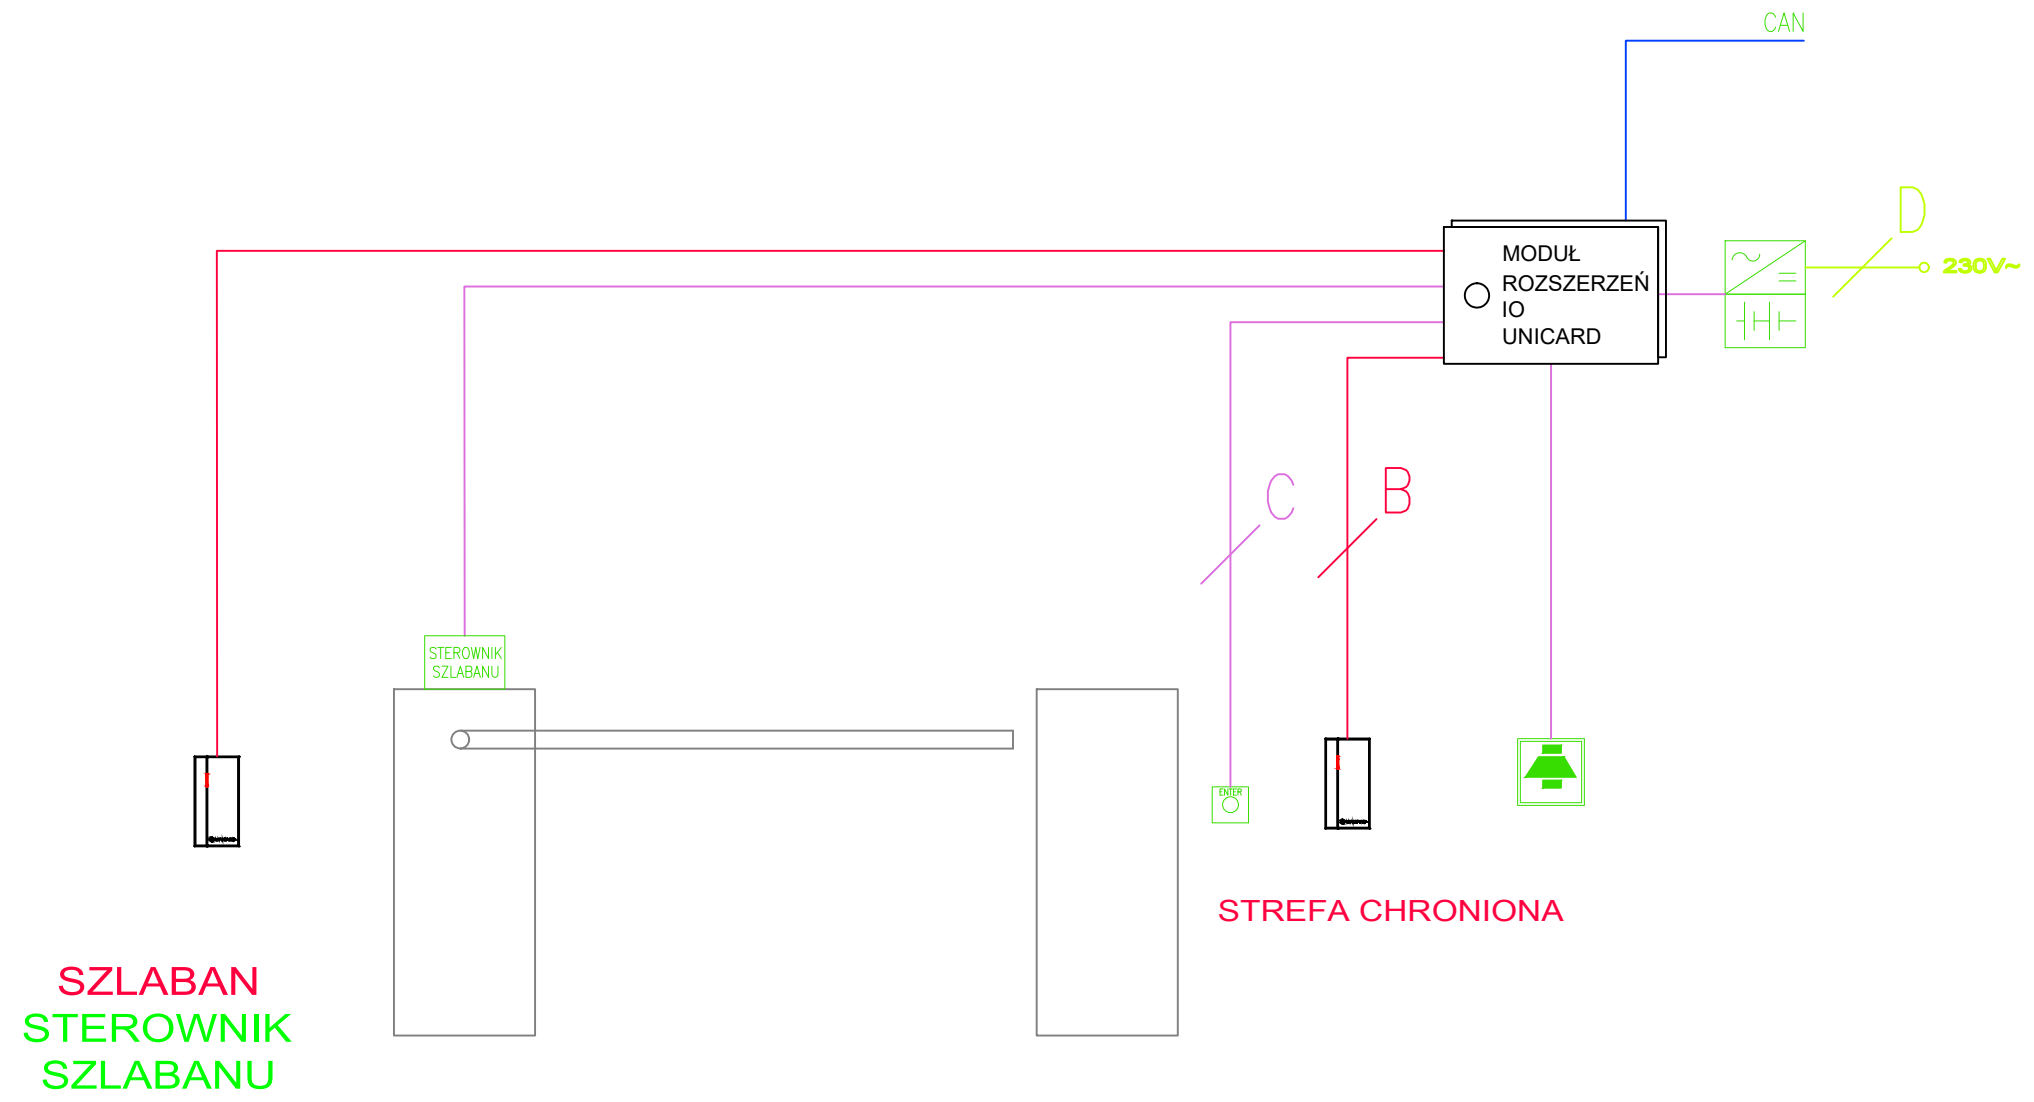 CAN
D
MODUŁ
ROZSZERZEŃ
IO
UNICARD
230V~
C
B
STEROWNIK
SZLABANU
ENTER
STREFA CHRONIONA
SZLABAN
STEROWNIK
SZLABANU